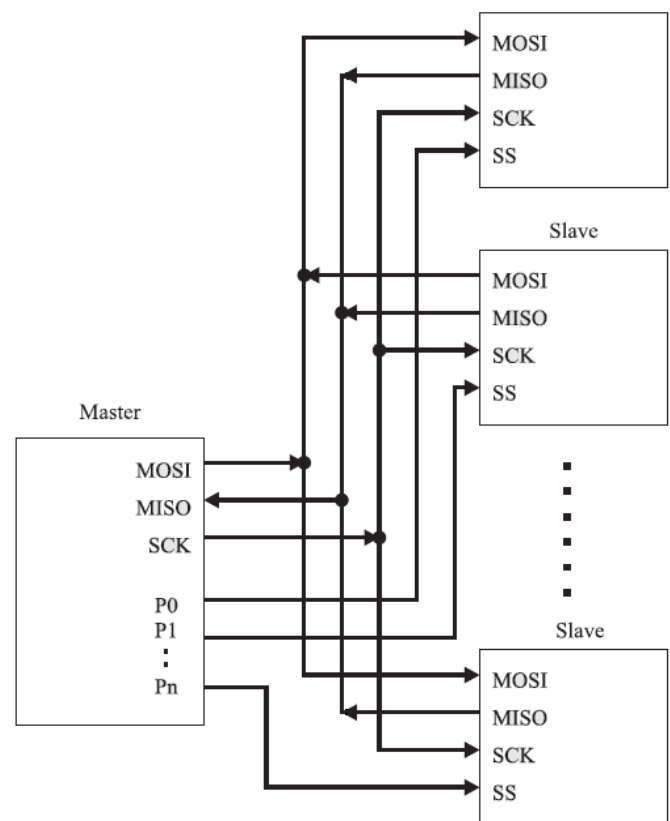 MOSI
MISO
SCK
SS
Slave
MOSI
MISO
SCK
SS
Master
MOSI
MISO
SCK
P0
P1
Pn
Slave
MOSI
MISO
SCK
SS